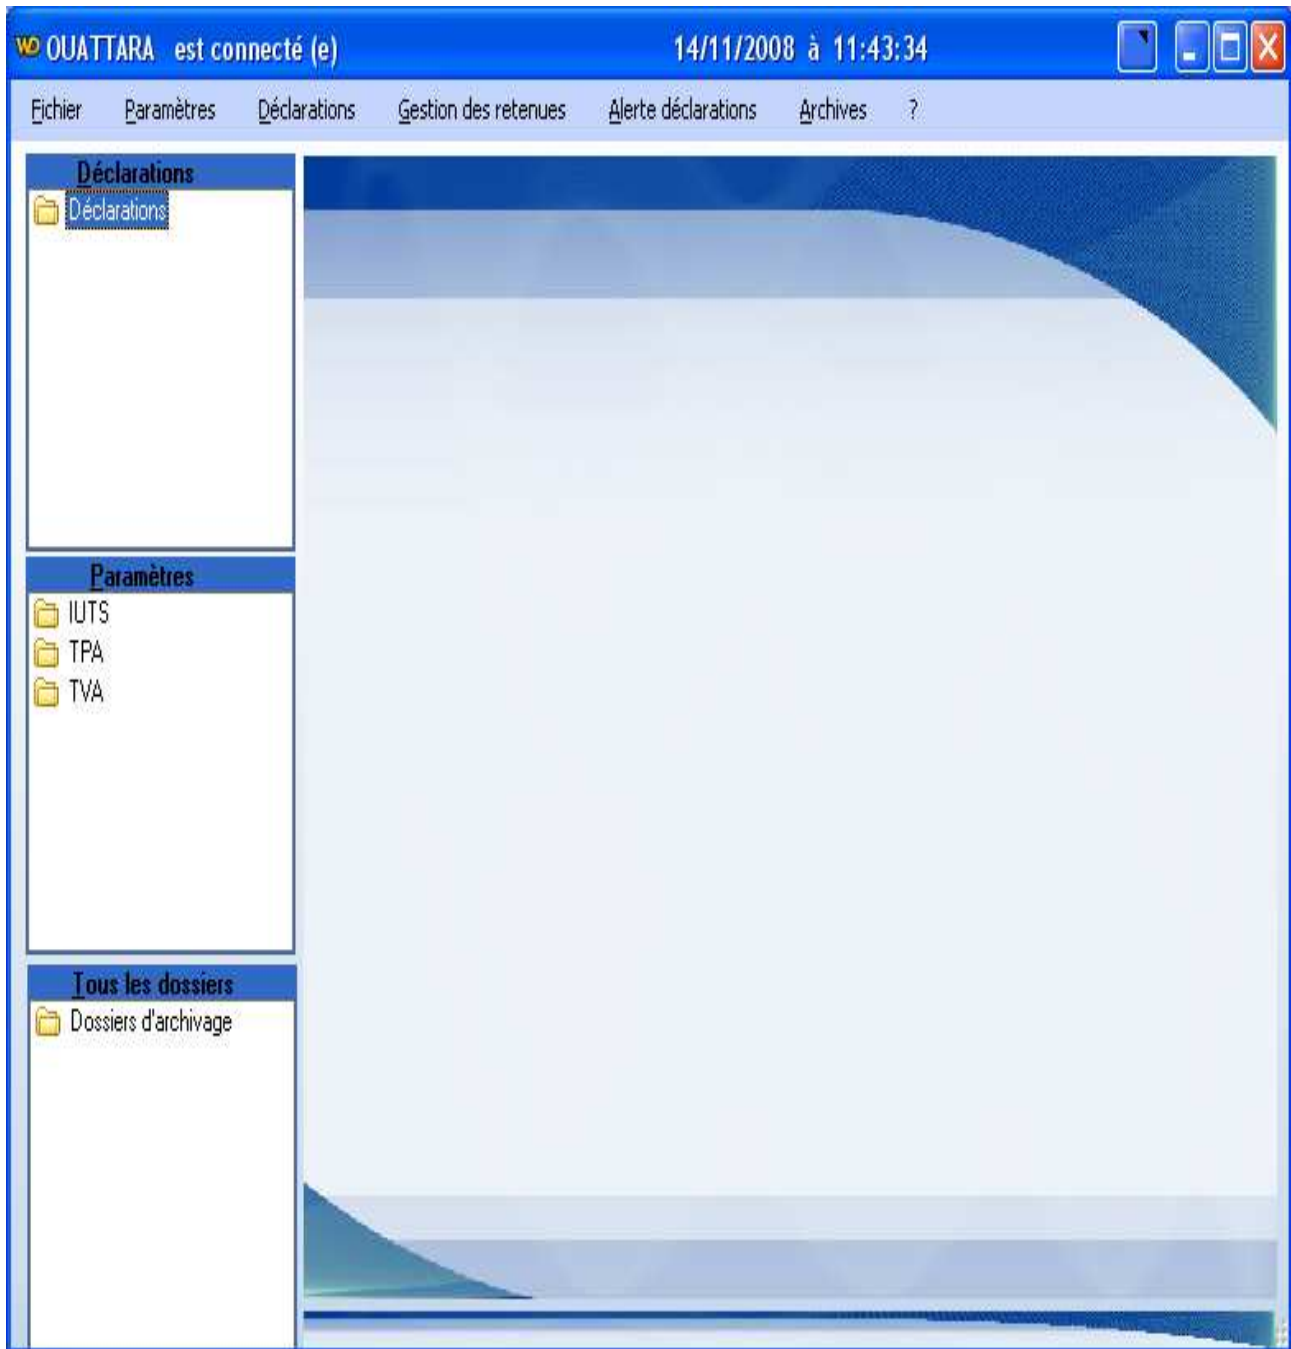 WD OUATTARA est connecté (e) 14/11/2008 à 11:43:34
Fichier Paramètres Déclarations Gestion des retenues Alerte déclarations Archives ?
Déclarations
Déclarations
Paramètres
IUTS
TPA
TVA
Tous les dossiers
Dossiers d'archivage